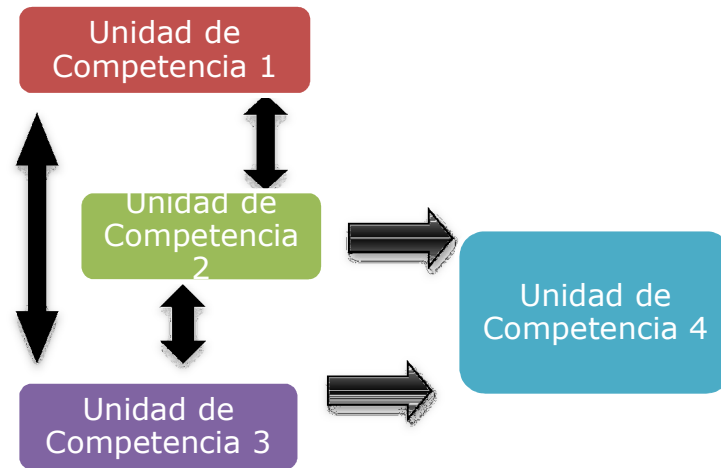 Unidad de
Competencia 1
Unidad de
Competencia
2
Unidad de
Competencia 4
Unidad de
Competencia 3